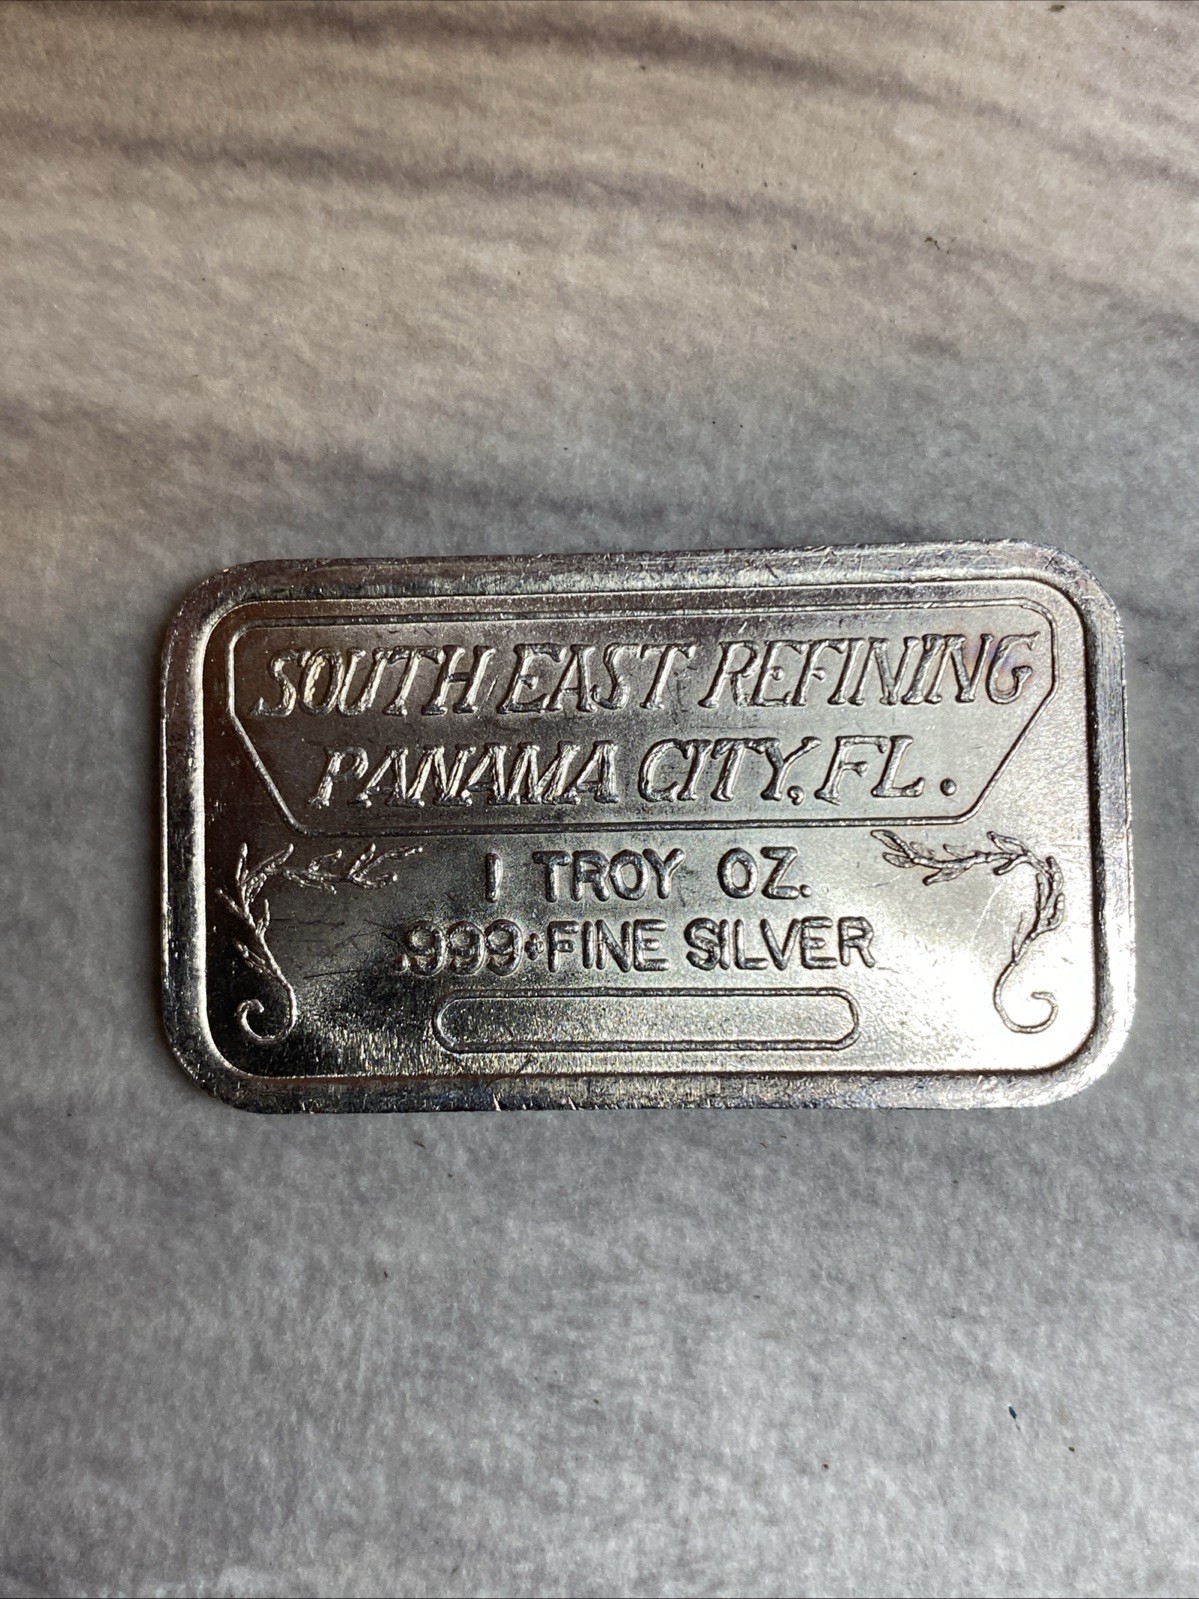 SOUTH EAST REFINING
PANAMA CITY, FL.
1 TROY OZ.
.999+FINE SILVER